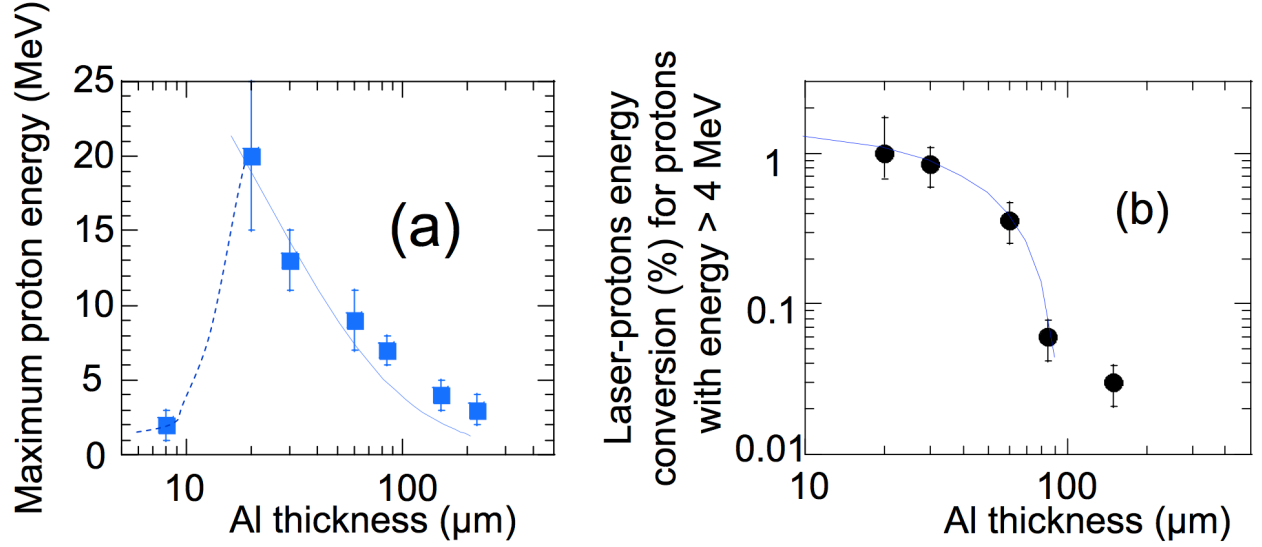 Maximum proton energy (MeV)
25
20
15
10
5
0
(a)
10
100
Al thickness (μm)
Laser-protons energy
conversion (%) for protons
with energy > 4 MeV
1
0.1
0.01
(b)
10
100
Al thickness (μm)